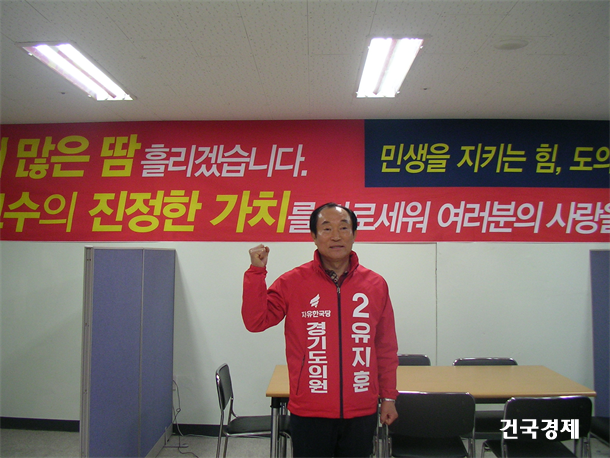 많은 땀 흘리겠습니다.
민생을 지키는 힘, 도의
진정한 가치를 바로세워 여러분의 사랑을
자유한국당
경기도의원
2 유지훈
건국경제